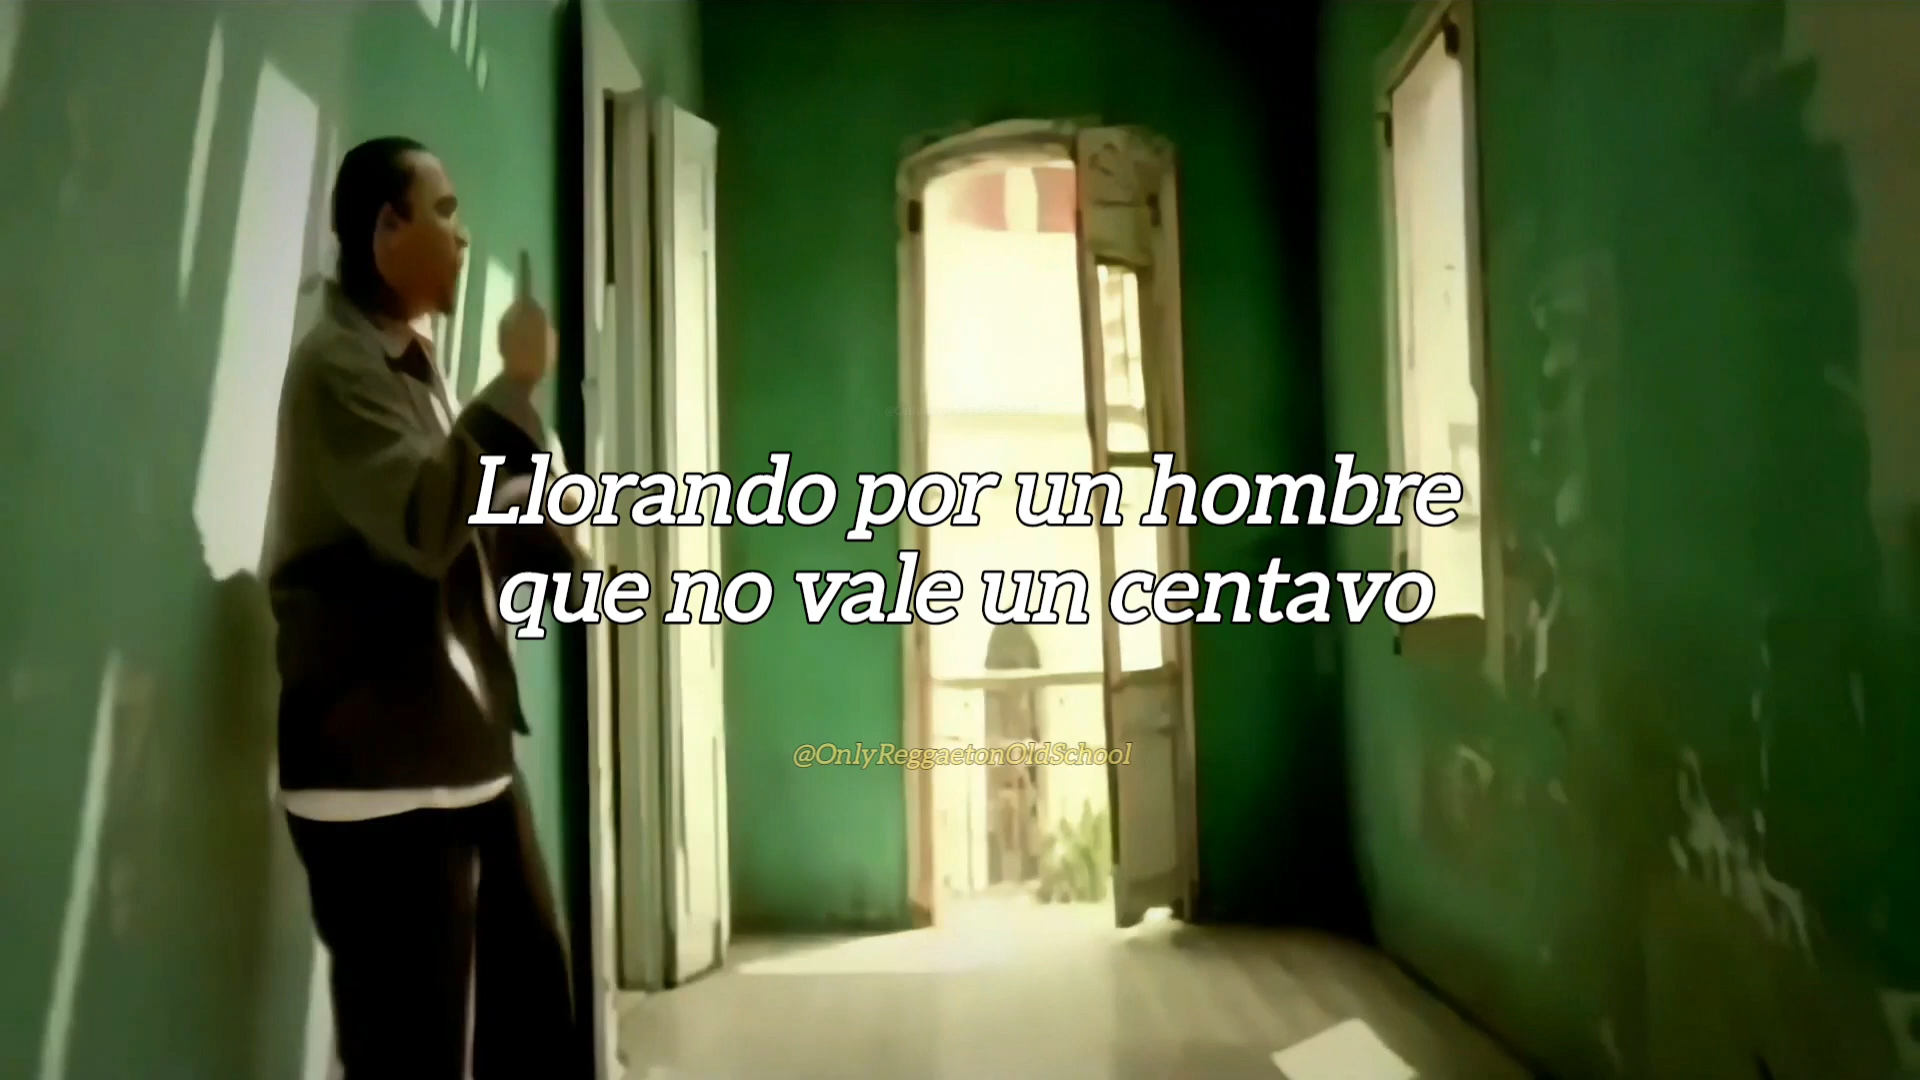 Llorando por un hombre
que no vale un centavo
@OnlyReggaetonOldSchool